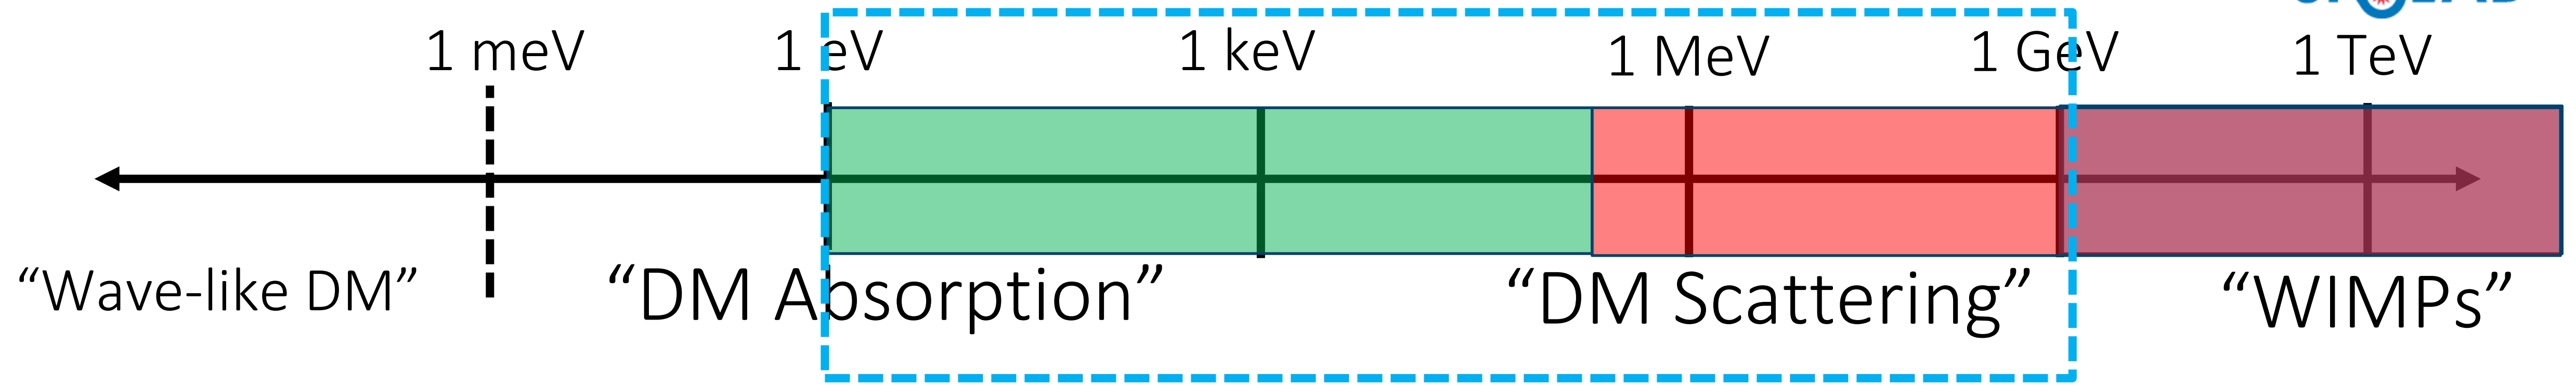 1 meV 1 eV 1 keV 1 MeV 1 GeV 1 TeV
“Wave-like DM” “DM Absorption” “DM Scattering” “WIMPs”